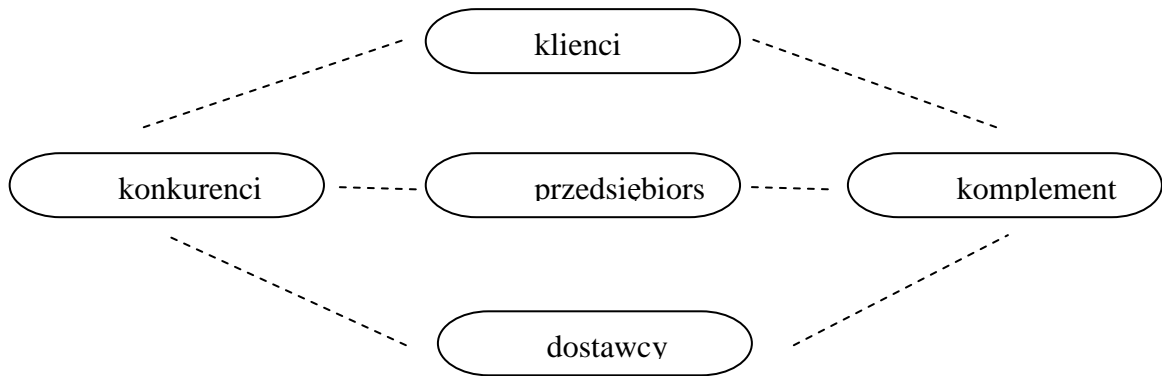 klienci
konkurenci
przedsiębiors
komplement
dostawcy